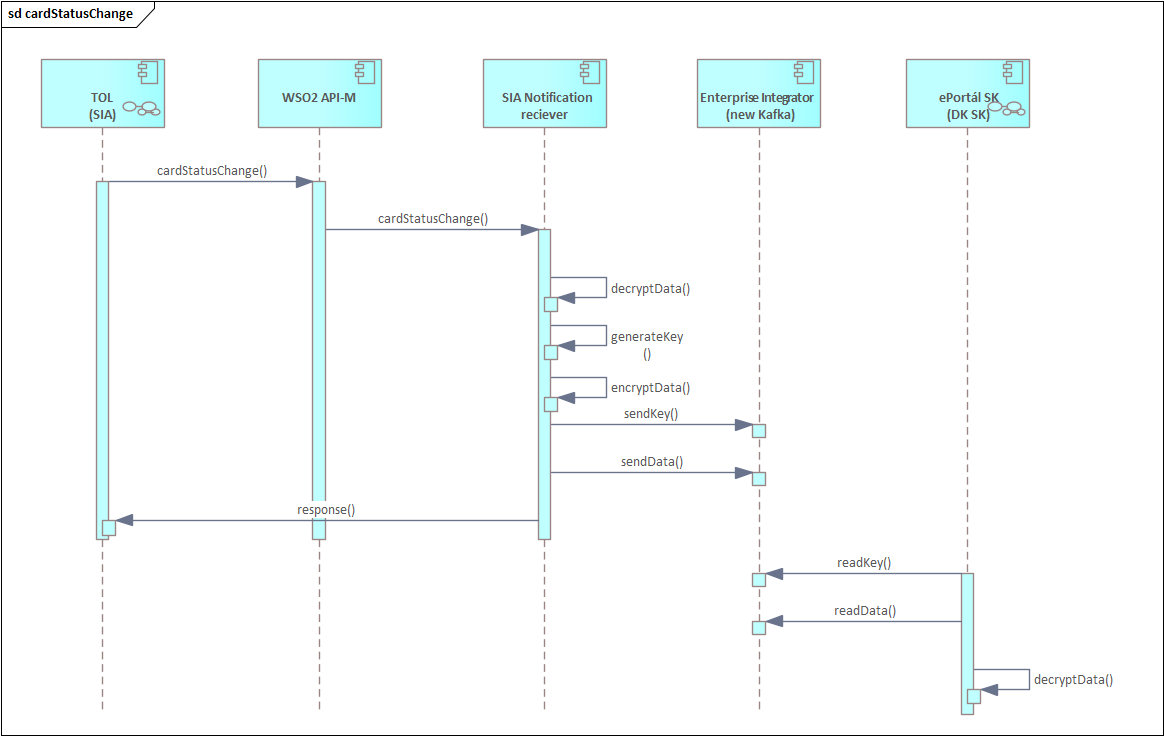 sd cardStatusChange
TOL
(SIA)
WSO2 API-M
SIA Notification
reciever
Enterprise Integrator
(new Kafka)
ePortál SK
(DK SK)
cardStatusChange()
cardStatusChange()
decryptData()
generateKey
()
encryptData()
sendKey()
sendData()
response()
readKey()
readData()
decryptData()